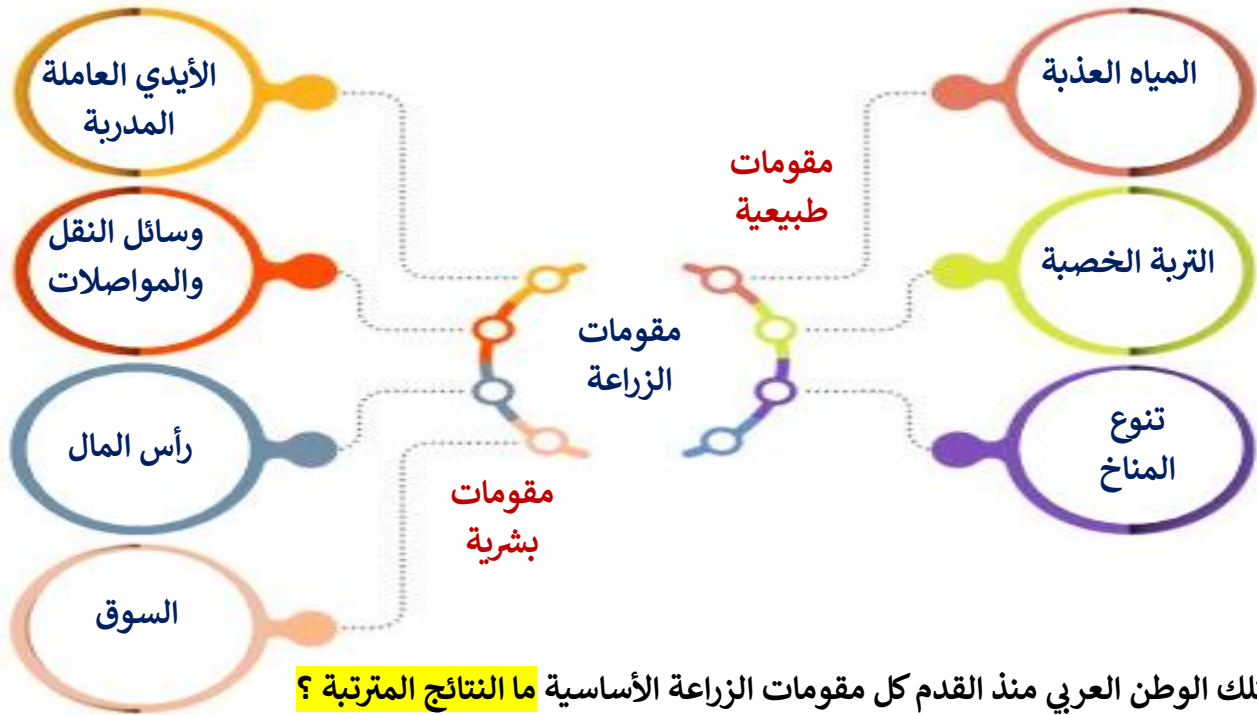 المياه العذبة
التربة الخصبة
تنوع
المناخ
مقومات
طبيعية
مقومات
الزراعة
مقومات
بشرية
الأيدي العاملة
المدربة
وسائل النقل
والمواصلات
رأس المال
السوق
الوطن العربي منذ القدم كل مقومات الزراعة الأساسية ما النتائج المترتبة ؟